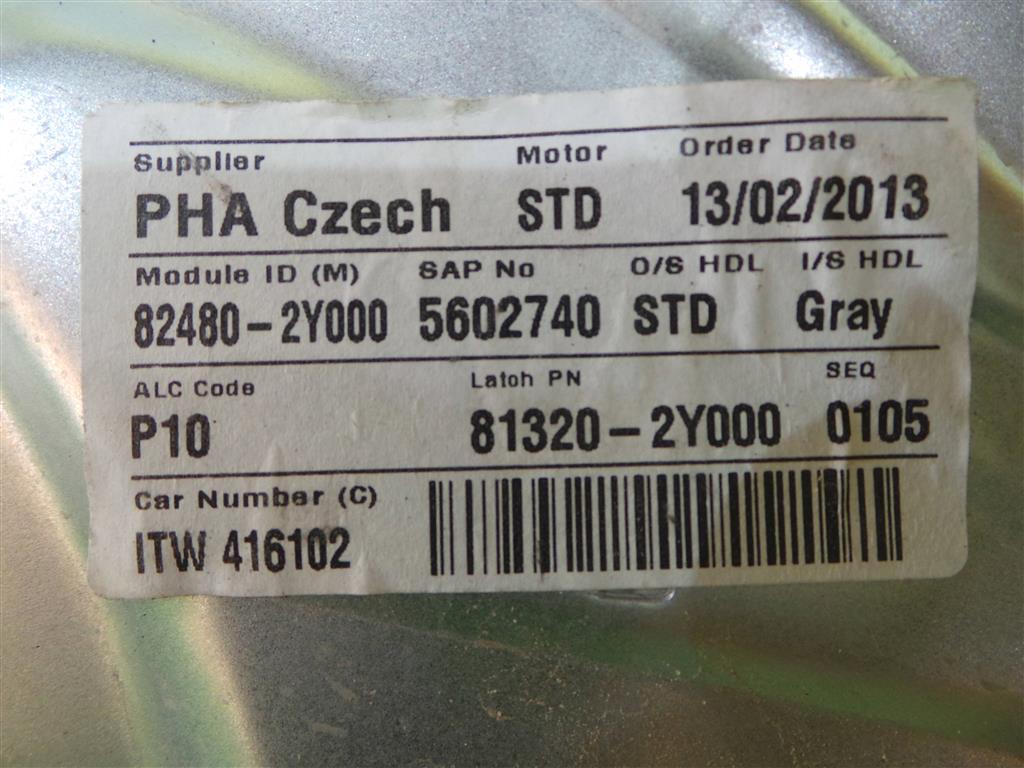 Supplier Motor Order Date
PHA Czech STD 13/02/2013
Module ID (M) SAP No O/S HDL I/S HDL
82480-2Y000 5602740 STD Gray
ALC Code Latch PN SEQ
P10 81320-2Y000 0105
Car Number (C)
ITW 416102